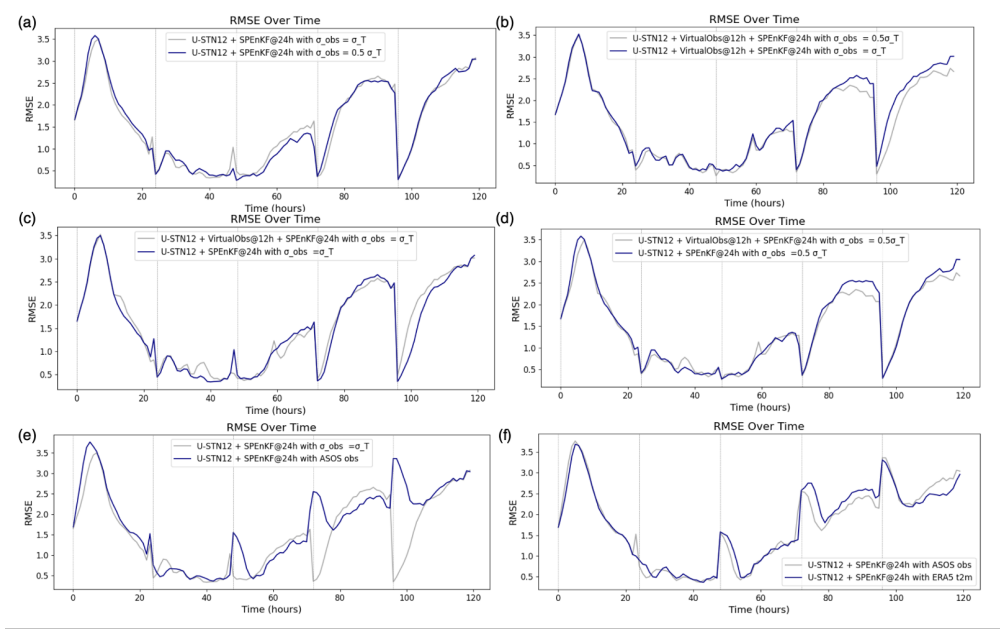 (a)
RMSE Over Time
U-STN12 + SPEnKF@24h with σ_obs = σ_T
U-STN12 + SPEnKF@24h with σ_obs = 0.5 σ_T
RMSE
3.5
3.0
2.5
2.0
1.5
1.0
0.5
0 20 40 60 80 100 120
Time (hours)
(b)
RMSE Over Time
U-STN12 + VirtualObs@12h + SPEnKF@24h with σ_obs = 0.5σ_T
U-STN12 + VirtualObs@12h + SPEnKF@24h with σ_obs = σ_T
RMSE
3.5
3.0
2.5
2.0
1.5
1.0
0.5
0 20 40 60 80 100 120
Time (hours)
(c)
RMSE Over Time
U-STN12 + VirtualObs@12h + SPEnKF@24h with σ_obs = σ_T
U-STN12 + SPEnKF@24h with σ_obs =σ_T
RMSE
3.5
3.0
2.5
2.0
1.5
1.0
0.5
0 20 40 60 80 100 120
Time (hours)
(d)
RMSE Over Time
U-STN12 + VirtualObs@12h + SPEnKF@24h with σ_obs = 0.5σ_T
U-STN12 + SPEnKF@24h with σ_obs =0.5 σ_T
RMSE
3.5
3.0
2.5
2.0
1.5
1.0
0.5
0 20 40 60 80 100 120
Time (hours)
(e)
RMSE Over Time
U-STN12 + SPEnKF@24h with σ_obs =σ_T
U-STN12 + SPEnKF@24h with ASOS obs
RMSE
3.5
3.0
2.5
2.0
1.5
1.0
0.5
0 20 40 60 80 100 120
Time (hours)
(f)
RMSE Over Time
RMSE
3.5
3.0
2.5
2.0
1.5
1.0
0.5
U-STN12 + SPEnKF@24h with ASOS obs
U-STN12 + SPEnKF@24h with ERA5 t2m
0 20 40 60 80 100 120
Time (hours)